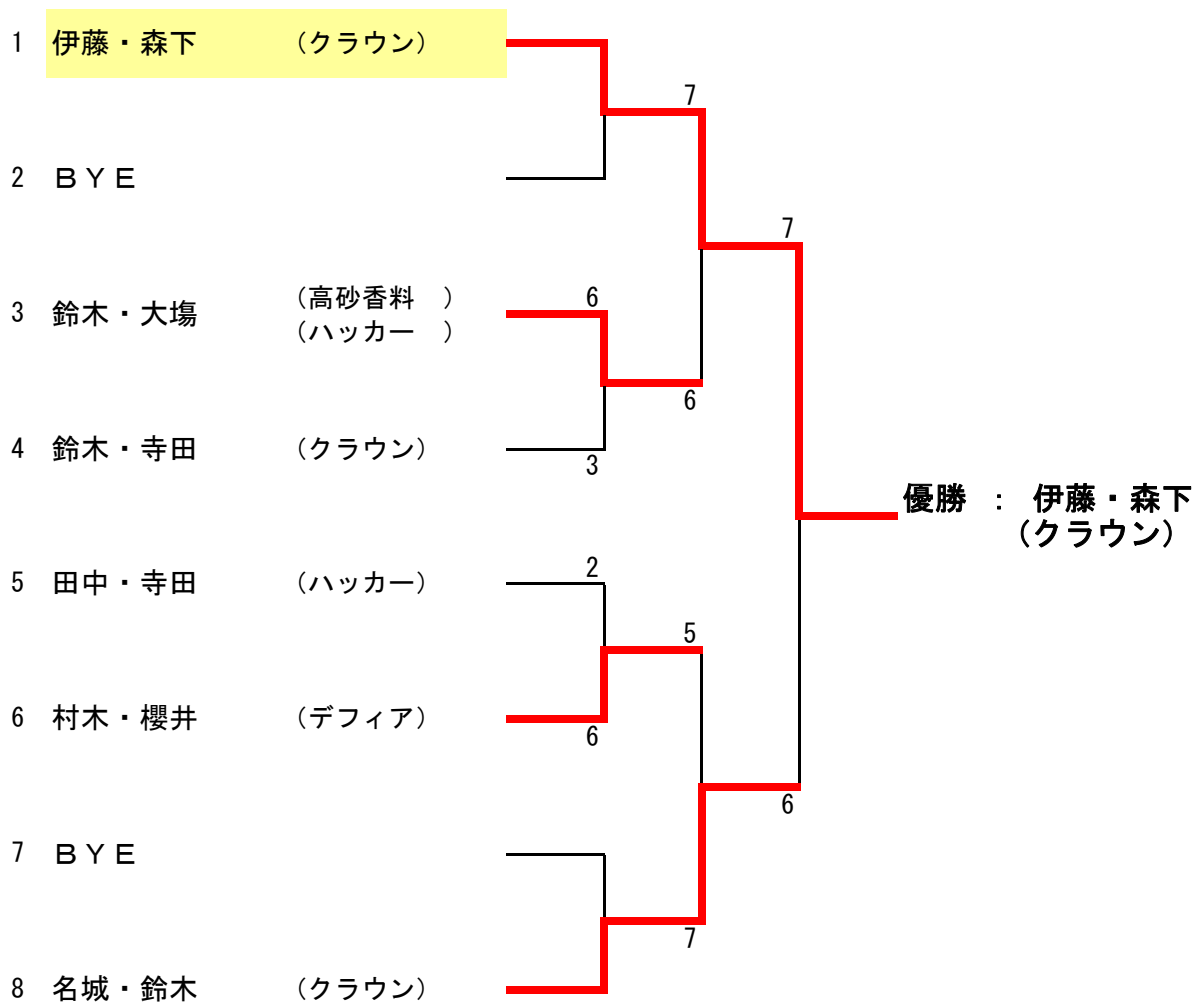 1 伊藤・森下 (クラウン)
7
2 ＢＹＥ
7
3 鈴木・大塲 (高砂香料　)
(ハッカー　)
6
6
4 鈴木・寺田 (クラウン)
3
優勝 ： 伊藤・森下
(クラウン)
5 田中・寺田 (ハッカー)
2
5
6 村木・櫻井 (デフィア)
6
6
7 ＢＹＥ
7
8 名城・鈴木 (クラウン)